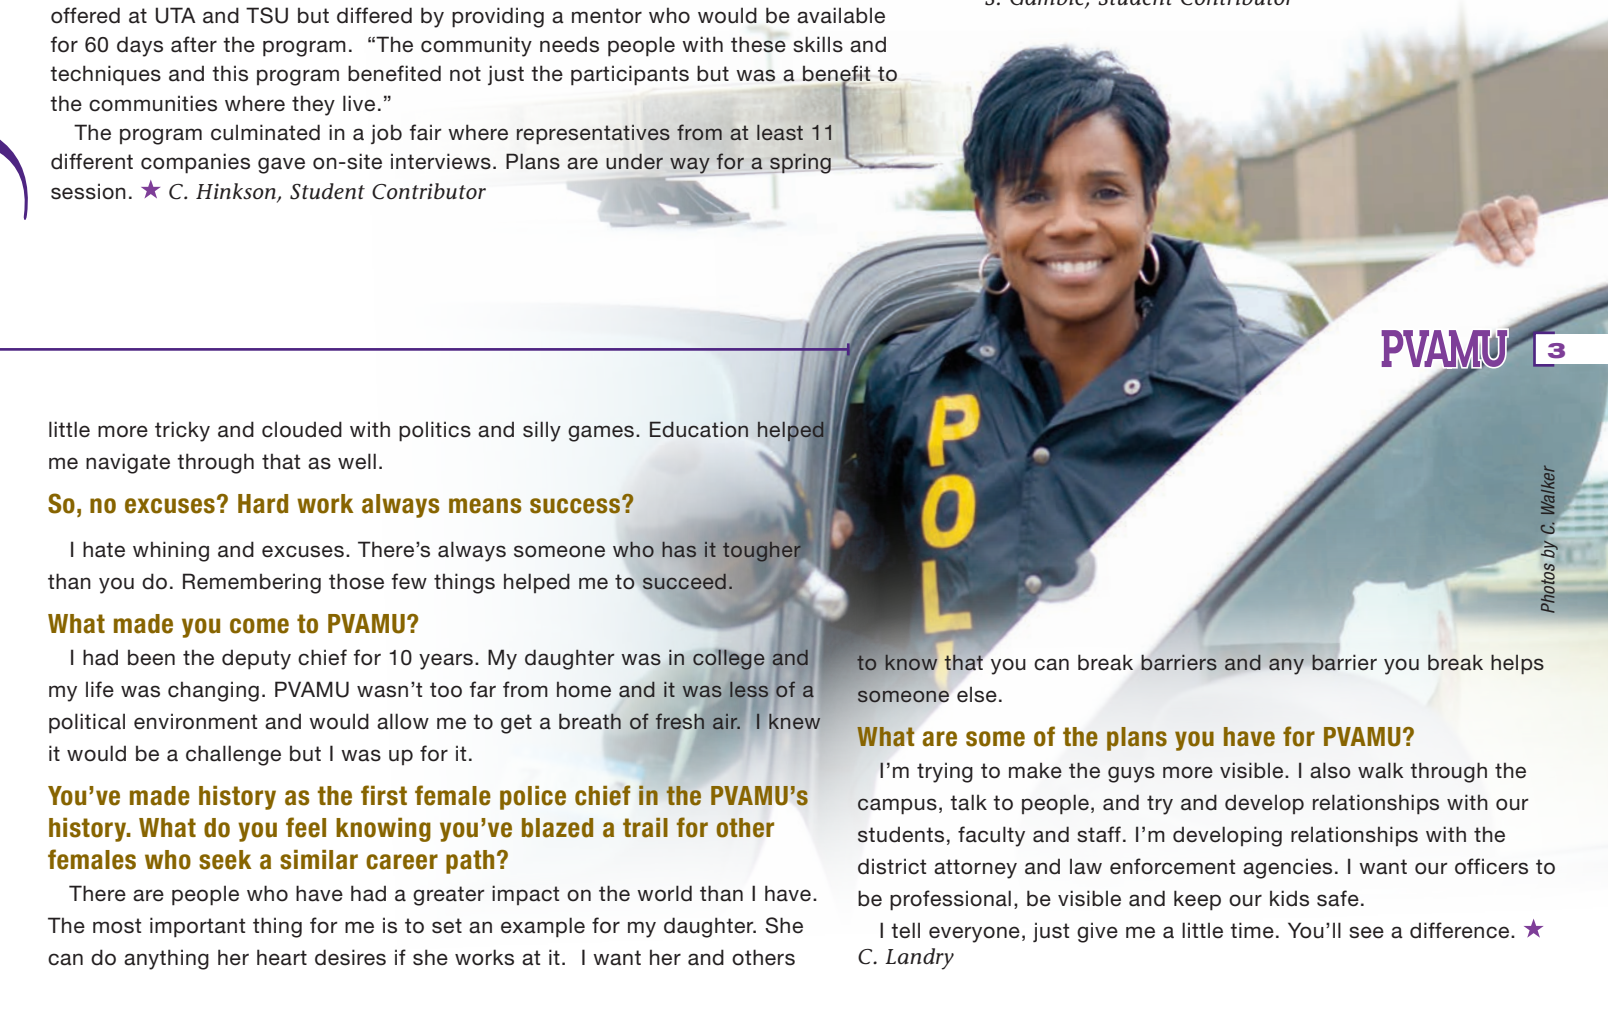 offered at UTA and TSU but differed by providing a mentor who would be available
for 60 days after the program.  “The community needs people with these skills and
techniques and this program benefited not just the participants but was a benefit to
the communities where they live.”
The program culminated in a job fair where representatives from at least 11
different companies gave on-site interviews. Plans are under way for a spring
session. ★ C. Hinkson, Student Contributor
S. Gamble, Student Contributor
PVAMU 3
little more tricky and clouded with politics and silly games. Education helped
me navigate through that as well.
So, no excuses? Hard work always means success?
I hate whining and excuses. There’s always someone who has it tougher
than you do. Remembering those few things helped me to succeed.
What made you come to PVAMU?
I had been the deputy chief for 10 years. My daughter was in college and
my life was changing. PVAMU wasn’t too far from home and it was less of a
political environment and would allow me to get a breath of fresh air.  I knew
it would be a challenge but I was up for it.
You’ve made history as the first female police chief in the PVAMU’s
history. What do you feel knowing you’ve blazed a trail for other
females who seek a similar career path?
There are people who have had a greater impact on the world than I have.
The most important thing for me is to set an example for my daughter. She
can do anything her heart desires if she works at it.  I want her and others
POLI
Photos by C. Walker
to know that you can break barriers and any barrier you break helps
someone else.
What are some of the plans you have for PVAMU?
I’m trying to make the guys more visible. I also walk through the
campus, talk to people, and try and develop relationships with our
students, faculty and staff. I’m developing relationships with the
district attorney and law enforcement agencies. I want our officers to
be professional, be visible and keep our kids safe.
I tell everyone, just give me a little time. You’ll see a difference. ★
C. Landry